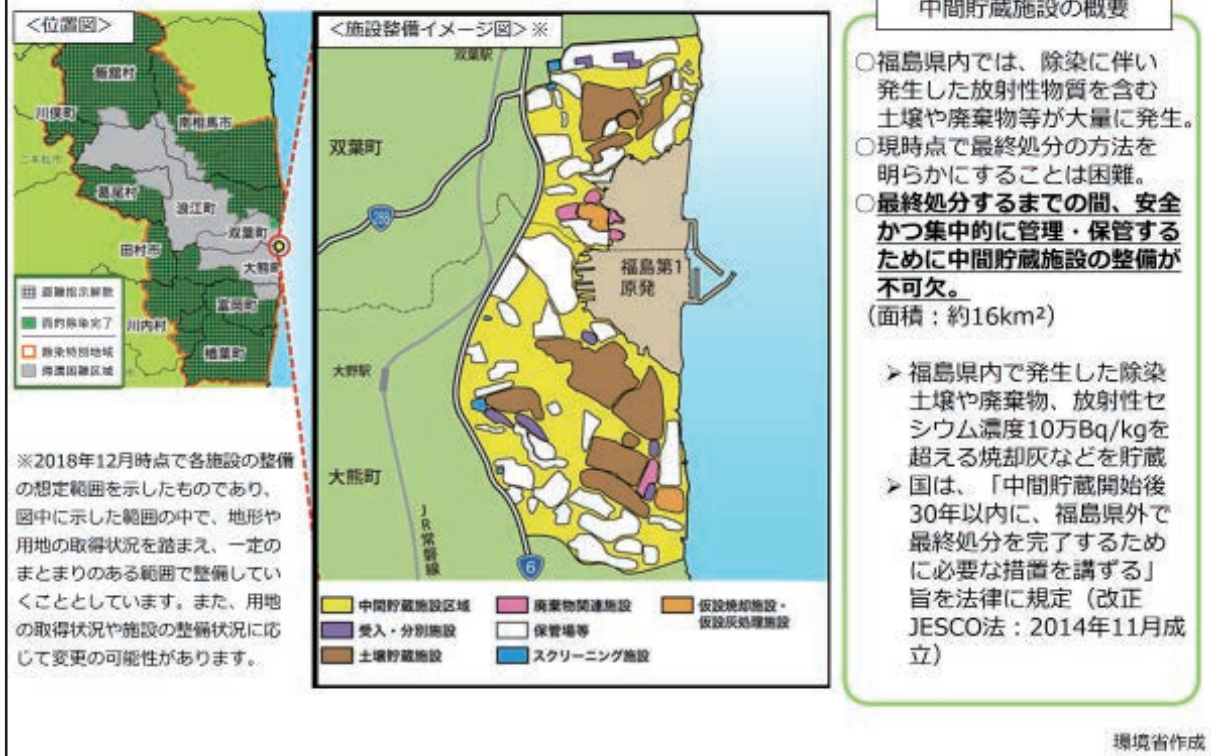 <位置図>
飯舘村
川俣町
南相馬市
二本松市
葛尾村
浪江町
双葉町
田村市
大熊町
富岡町
川内村
楢葉町
避難指示解除
面的除染完了
除染特別地域
帰還困難区域
※2018年12月時点で各施設の整備
の想定範囲を示したものであり、
図中に示した範囲の中で、地形や
用地の取得状況を踏まえ、一定の
まとまりのある範囲で整備してい
くこととしています。また、用地
の取得状況や施設の整備状況に応
じて変更の可能性があります。
<施設整備イメージ図>※
双葉駅
双葉町
288
福島第1
原発
大野駅
大熊町
JR常磐線
6
中間貯蔵施設区域
廃棄物関連施設
仮設焼却施設・
仮設灰処理施設
受入・分別施設
保管場等
土壌貯蔵施設
スクリーニング施設
中間貯蔵施設の概要
○福島県内では、除染に伴い
発生した放射性物質を含む
土壌や廃棄物等が大量に発生。
○現時点で最終処分の方法を
明らかにすることは困難。
○最終処分するまでの間、安全
かつ集中的に管理・保管する
ために中間貯蔵施設の整備が
不可欠。
(面積：約16km²)
➢ 福島県内で発生した除染
土壌や廃棄物、放射性セ
シウム濃度10万Bq/kgを
超える焼却灰などを貯蔵
➢ 国は、「中間貯蔵開始後
30年以内に、福島県外で
最終処分を完了するため
に必要な措置を講ずる」
旨を法律に規定（改正
JESCO法：2014年11月成
立）
環境省作成